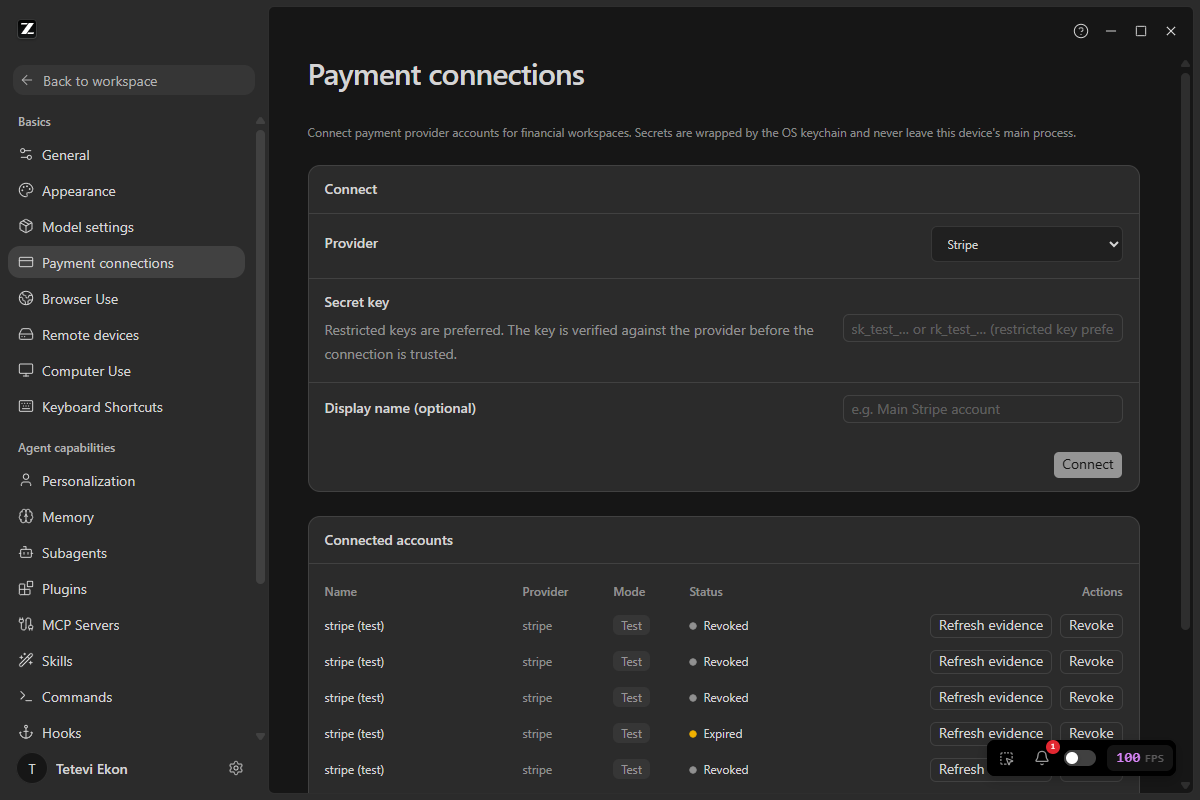 Z
Back to workspace
Basics
General
Appearance
Model settings
Payment connections
Browser Use
Remote devices
Computer Use
Keyboard Shortcuts
Agent capabilities
Personalization
Memory
Subagents
Plugins
MCP Servers
Skills
Commands
Hooks
T
Tetevi Ekon
Payment connections
Connect payment provider accounts for financial workspaces. Secrets are wrapped by the OS keychain and never leave this device's main process.
Connect
Provider
Stripe
Secret key
Restricted keys are preferred. The key is verified against the provider before the
connection is trusted.
sk_test_... or rk_test_... (restricted key prefe
Display name (optional)
e.g. Main Stripe account
Connect
Connected accounts
Name Provider Mode Status Actions
stripe (test) stripe Test Revoked Refresh evidence Revoke
stripe (test) stripe Test Revoked Refresh evidence Revoke
stripe (test) stripe Test Revoked Refresh evidence Revoke
stripe (test) stripe Test Expired Refresh evidence Revoke
stripe (test) stripe Test Revoked Refresh
1
100 FPS